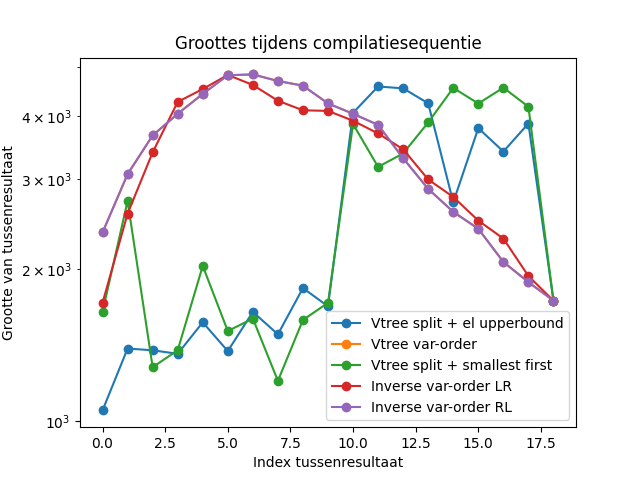 Groottes tijdens compilatiesequentie
Grootte van tussenresultaat
4 × 10³
3 × 10³
2 × 10³
10³
Vtree split + el upperbound
Vtree var-order
Vtree split + smallest first
Inverse var-order LR
Inverse var-order RL
0.0 2.5 5.0 7.5 10.0 12.5 15.0 17.5
Index tussenresultaat